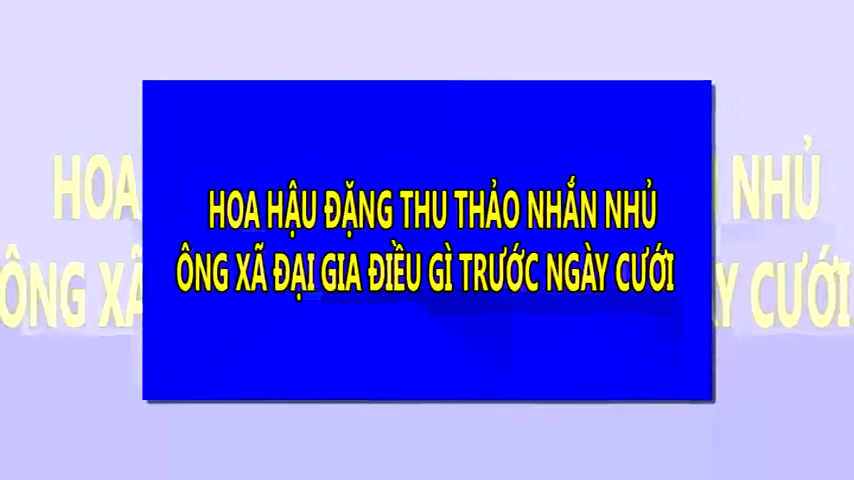 HOA HẬU ĐẶNG THU THẢO NHẮN NHỦ
ÔNG XÃ ĐẠI GIA ĐIỀU GÌ TRƯỚC NGÀY CƯỚI